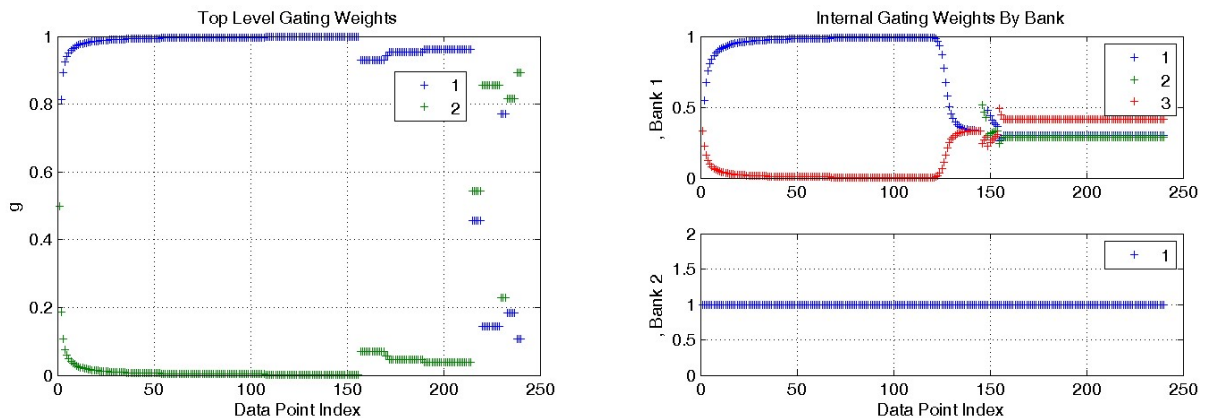 Top Level Gating Weights
g
1
0.8
0.6
0.4
0.2
0
0 50 100 150 200 250
Data Point Index
1
2
Internal Gating Weights By Bank
, Bank 1
1
0.5
0
0 50 100 150 200 250
1
2
3
, Bank 2
2
1.5
1
0.5
0
0 50 100 150 200 250
Data Point Index
1